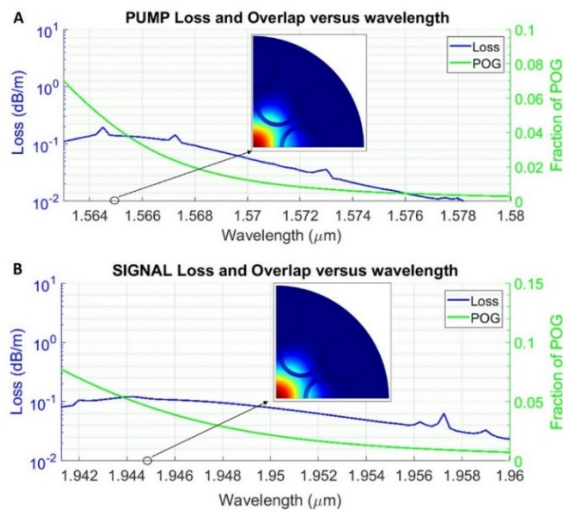 A
PUMP Loss and Overlap versus wavelength
10^1
10^0
10^-1
10^-2
Loss (dB/m)
Loss
POG
0.1
0.08
0.06
0.04
0.02
0
Fraction of POG
1.564 1.566 1.568 1.57 1.572 1.574 1.576 1.578 1.58
Wavelength (μm)
B
SIGNAL Loss and Overlap versus wavelength
10^1
10^0
10^-1
10^-2
Loss (dB/m)
Loss
POG
0.15
0.1
0.05
0
Fraction of POG
1.942 1.944 1.946 1.948 1.95 1.952 1.954 1.956 1.958 1.96
Wavelength (μm)